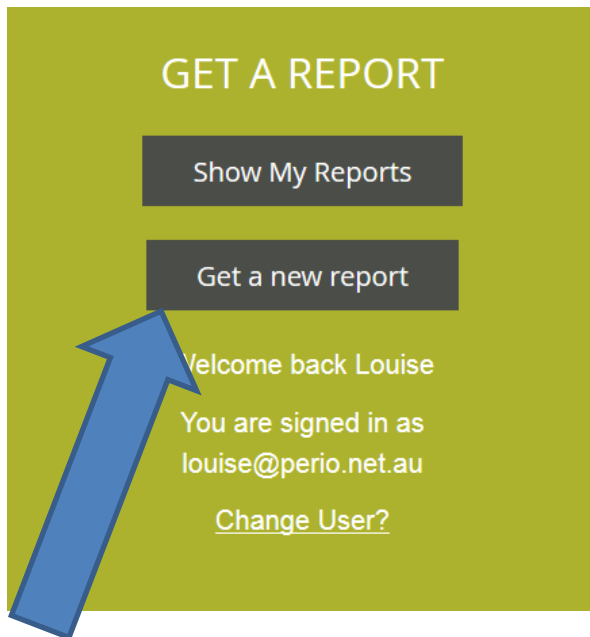 GET A REPORT
Show My Reports
Get a new report
Welcome back Louise
You are signed in as
louise@perio.net.au
Change User?